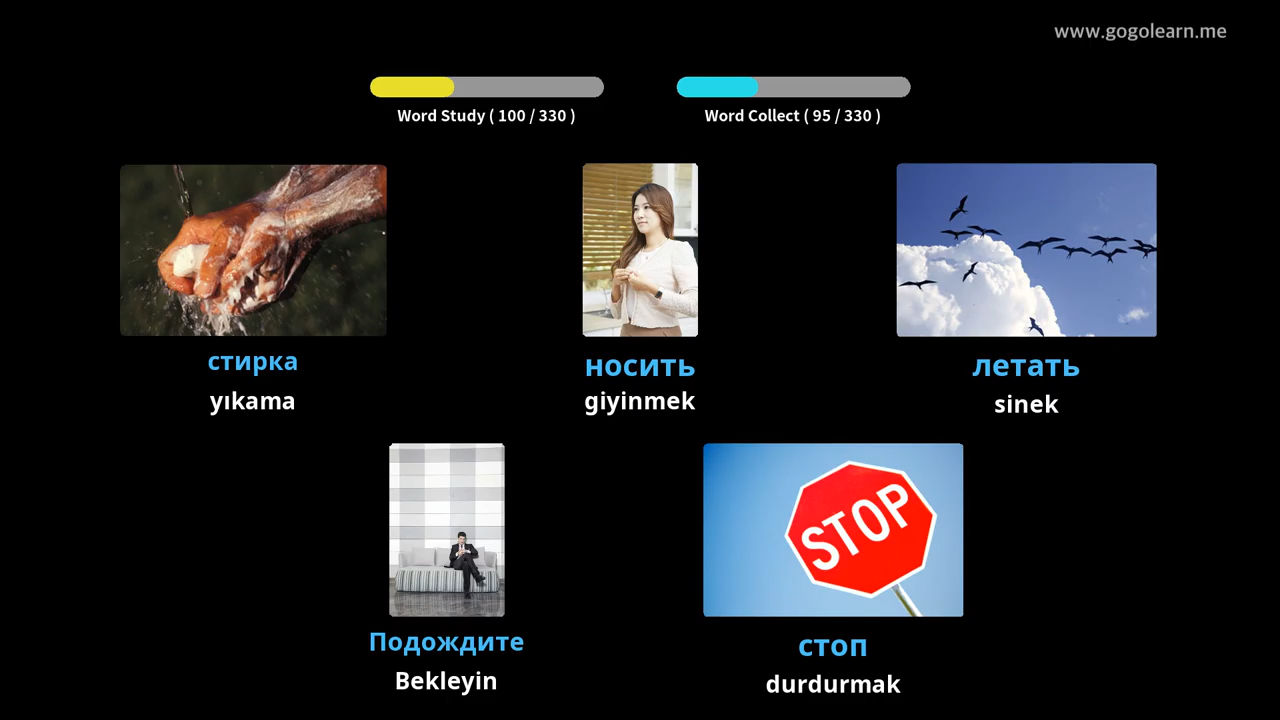 www.gogolearn.me
Word Study ( 100 / 330 )
Word Collect ( 95 / 330 )
стирка
yıkama
носить
giyinmek
летать
sinek
STOP
Подождите
Bekleyin
стоп
durdurmak